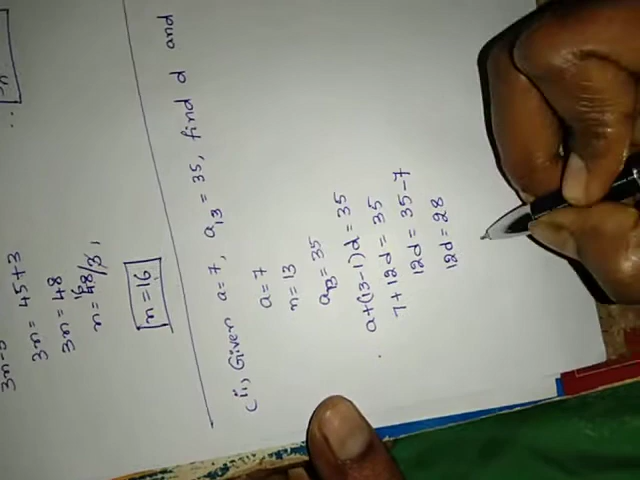 3n = 45+3
3n = 48
n = 48/3,
n = 16
(ii, Given a=7, a13 = 35, find d and
a=7
n=13
a13=35
a+(13-1)d=35
7+12d=35
12d=35-7
12d=28